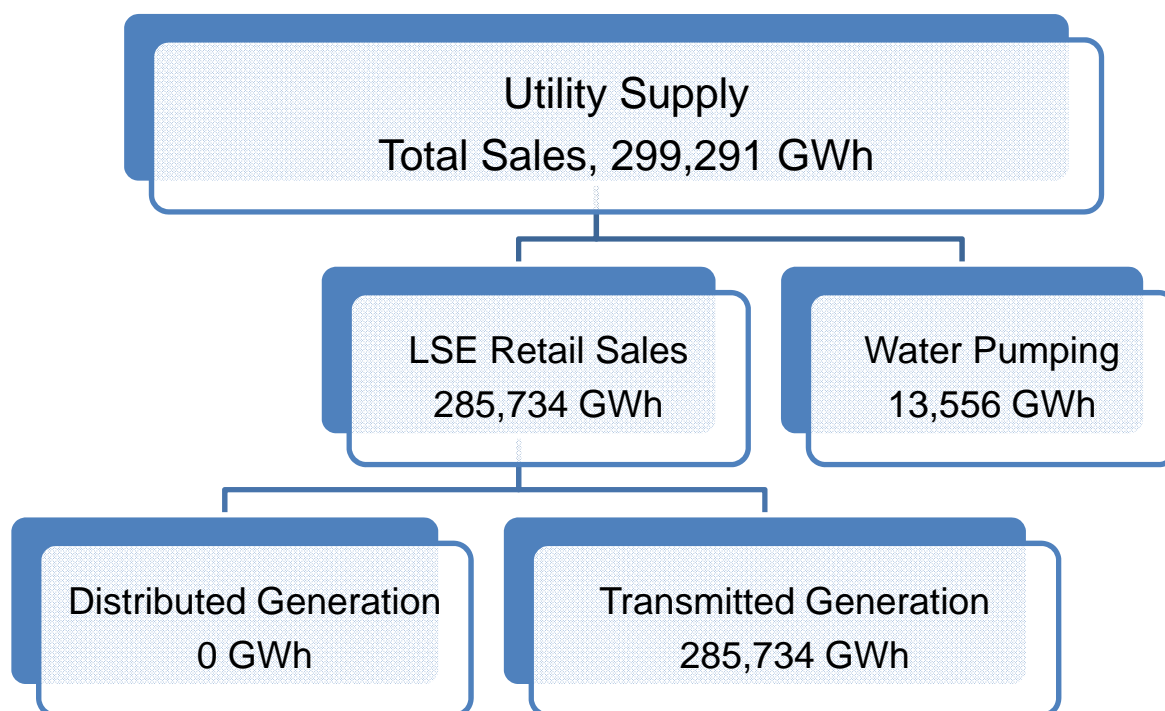 Utility Supply
Total Sales, 299,291 GWh
LSE Retail Sales
285,734 GWh
Water Pumping
13,556 GWh
Distributed Generation
0 GWh
Transmitted Generation
285,734 GWh